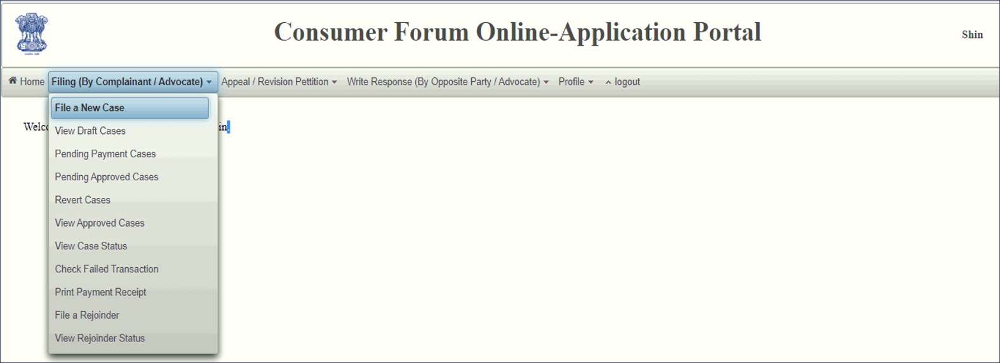 Consumer Forum Online-Application Portal
Shin
Home Filing (By Complainant / Advocate) Appeal / Revision Pettition Write Response (By Opposite Party / Advocate) Profile logout
File a New Case
in.
View Draft Cases
Pending Payment Cases
Pending Approved Cases
Revert Cases
View Approved Cases
View Case Status
Check Failed Transaction
Print Payment Receipt
File a Rejoinder
View Rejoinder Status